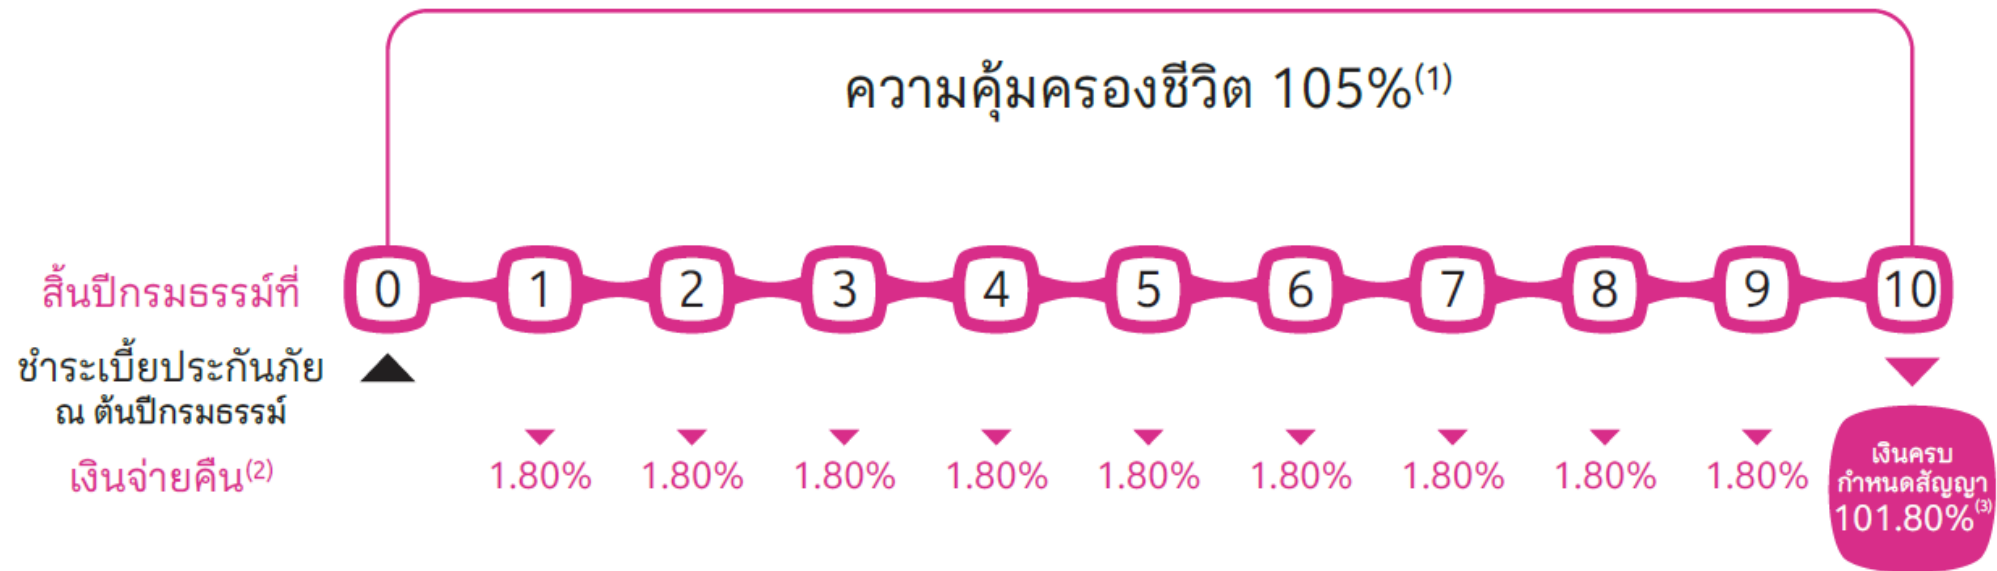 ความคุ้มครองชีวิต 105%(1)
สิ้นปีกรมธรรม์ที่ 0 1 2 3 4 5 6 7 8 9 10
ชำระเบี้ยประกันภัย
ณ ต้นปีกรมธรรม์
เงินจ่ายคืน(2) 1.80% 1.80% 1.80% 1.80% 1.80% 1.80% 1.80% 1.80% 1.80%
เงินครบ
กำหนดสัญญา
101.80%(3)